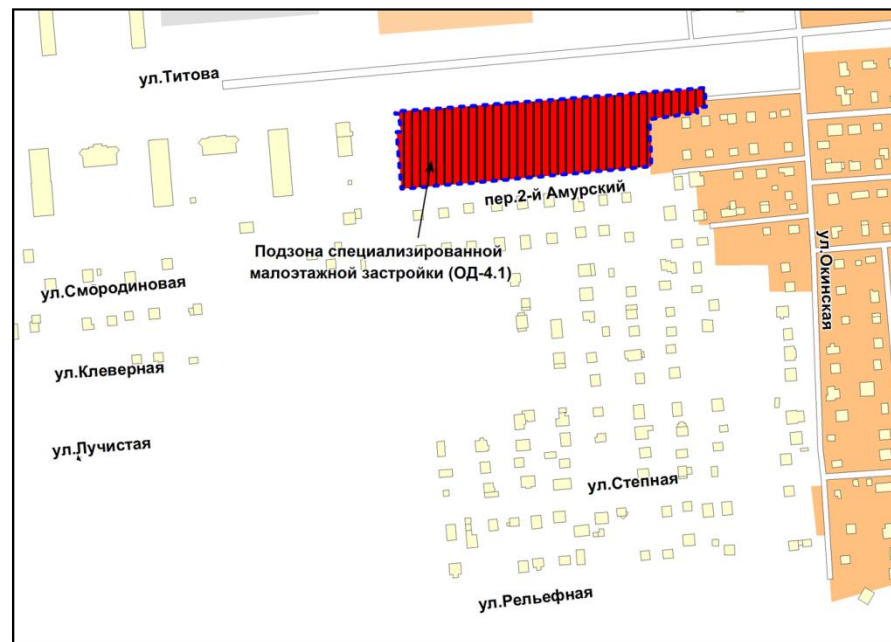 ул.Титова
пер.2-й Амурский
Подзона специализированной
малоэтажной застройки (ОД-4.1)
ул.Окинская
ул.Смородиновая
ул.Клеверная
ул.Лучистая
ул.Степная
ул.Рельефная